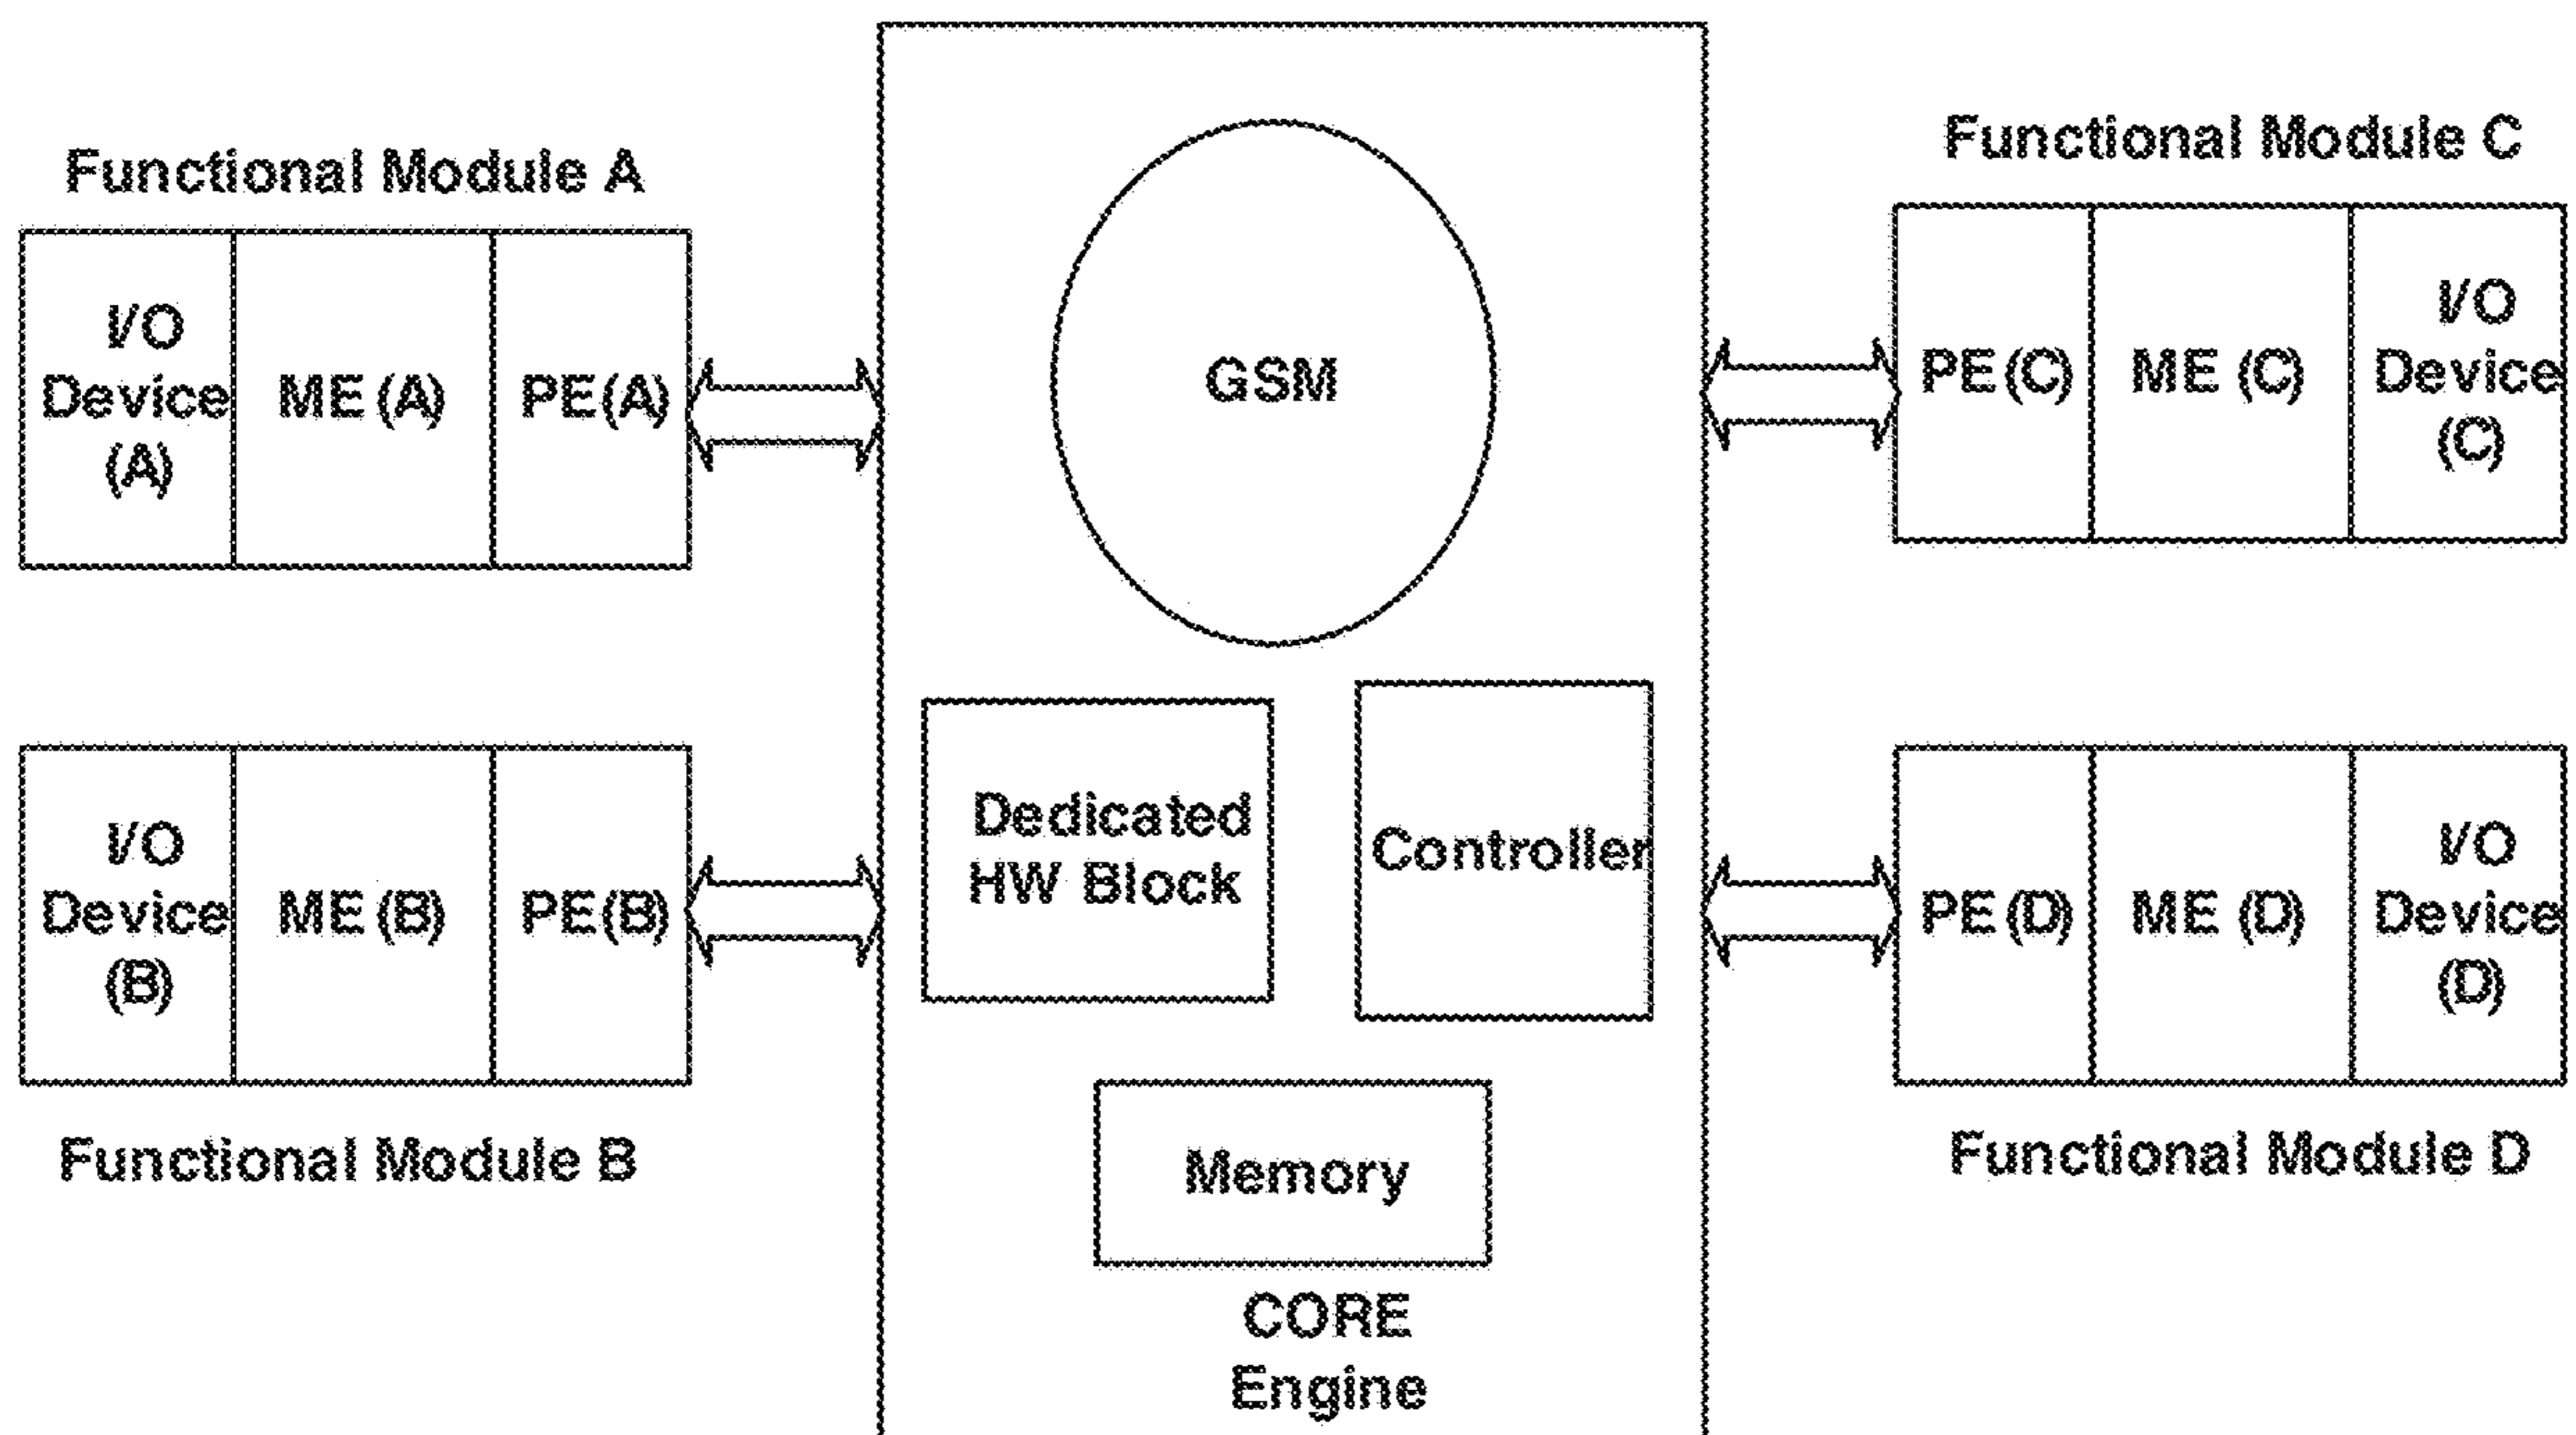 Functional Module A
I/O
Device
(A)
ME (A)
PE(A)
I/O
Device
(B)
ME (B)
PE(B)
Functional Module B
GSM
Dedicated
HW Block
Controller
Memory
CORE
Engine
Functional Module C
PE(C)
ME (C)
I/O
Device
(C)
PE(D)
ME (D)
I/O
Device
(D)
Functional Module D